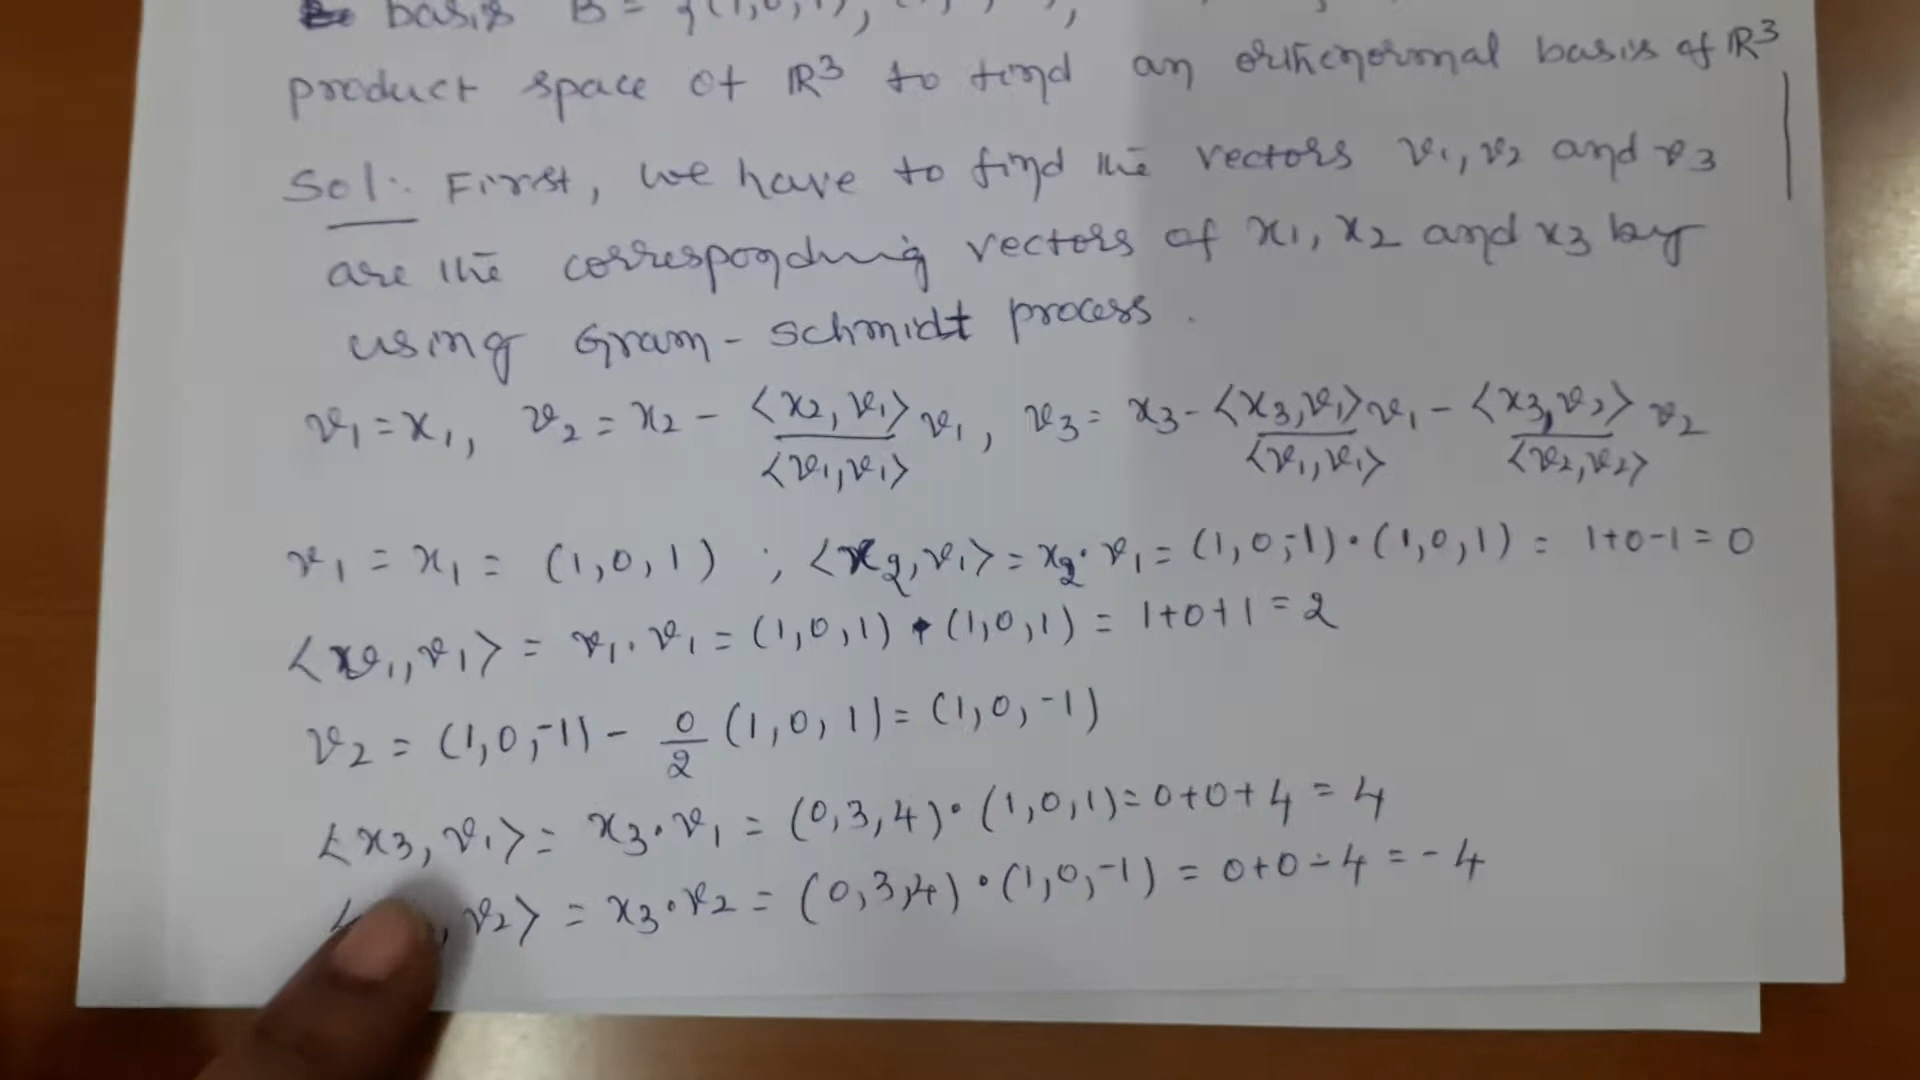 basis B = {(1,0,1),
product space of R³ to find an orthonormal basis of R³
Sol:. First, we have to find the vectors v₁, v₂ and v₃
are the corresponding vectors of x₁, x₂ and x₃ by
using Gram-Schmidt process.
v₁ = x₁, v₂ = x₂ - <x₂, v₁>/<v₁, v₁> v₁, v₃ = x₃ - <x₃, v₁>/<v₁, v₁> v₁ - <x₃, v₂>/<v₂, v₂> v₂
v₁ = x₁ = (1,0,1) ; <x₂, v₁> = x₂·v₁ = (1,0,-1)·(1,0,1) = 1+0-1 = 0
<v₁, v₁> = v₁·v₁ = (1,0,1)·(1,0,1) = 1+0+1 = 2
v₂ = (1,0,-1) - 0/2 (1,0,1) = (1,0,-1)
<x₃, v₁> = x₃·v₁ = (0,3,4)·(1,0,1) = 0+0+4 = 4
, v₂> = x₃·v₂ = (0,3,4)·(1,0,-1) = 0+0-4 = -4